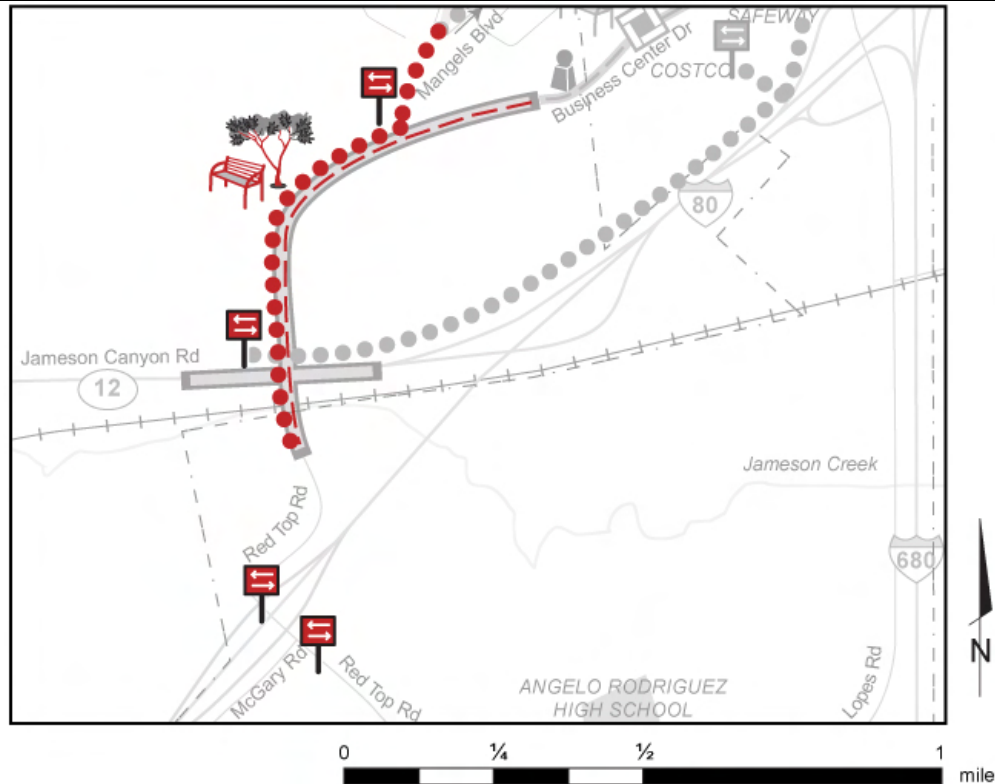 SAFEWAY
Mangels Blvd
Business Center Dr
COSTCO
80
Jameson Canyon Rd
12
Jameson Creek
Red Top Rd
680
McGary Rd
Red Top Rd
ANGELO RODRIGUEZ
HIGH SCHOOL
Lopes Rd
N
0 ¼ ½ 1
mile